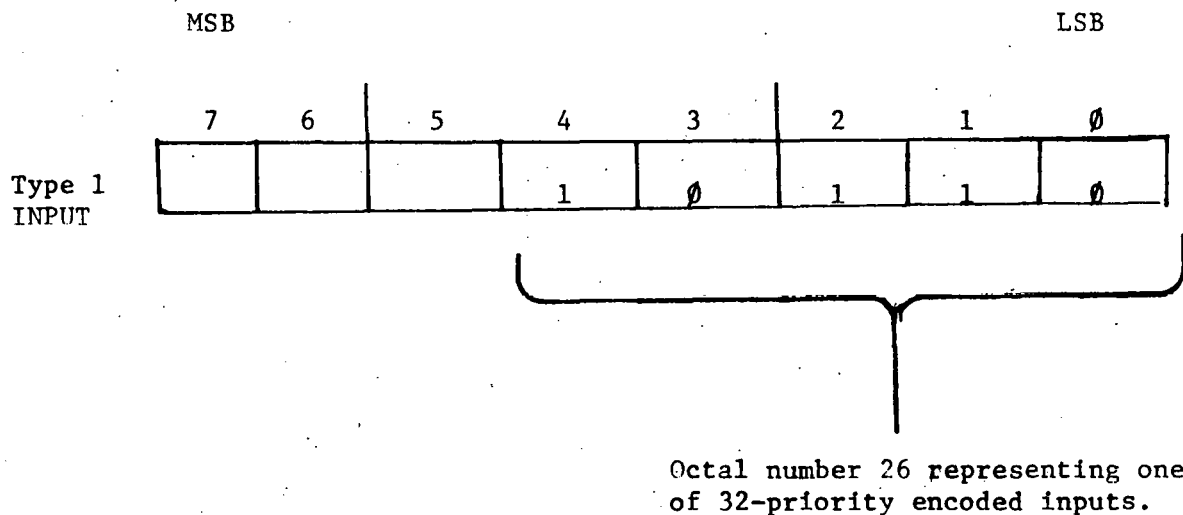 MSB LSB
7 6 5 4 3 2 1 Ø
Type 1
INPUT
1 Ø 1 1 Ø
Octal number 26 representing one
of 32-priority encoded inputs.